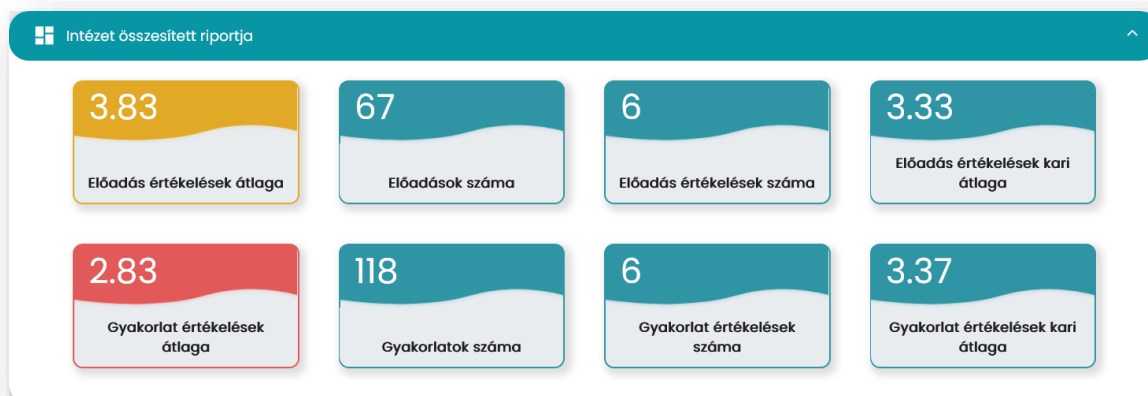 Intézet összesített riportja
3.83
67
6
3.33
Előadás értékelések átlaga
Előadások száma
Előadás értékelések száma
Előadás értékelések kari
átlaga
2.83
118
6
3.37
Gyakorlat értékelések
átlaga
Gyakorlatok száma
Gyakorlat értékelések
száma
Gyakorlat értékelések kari
átlaga